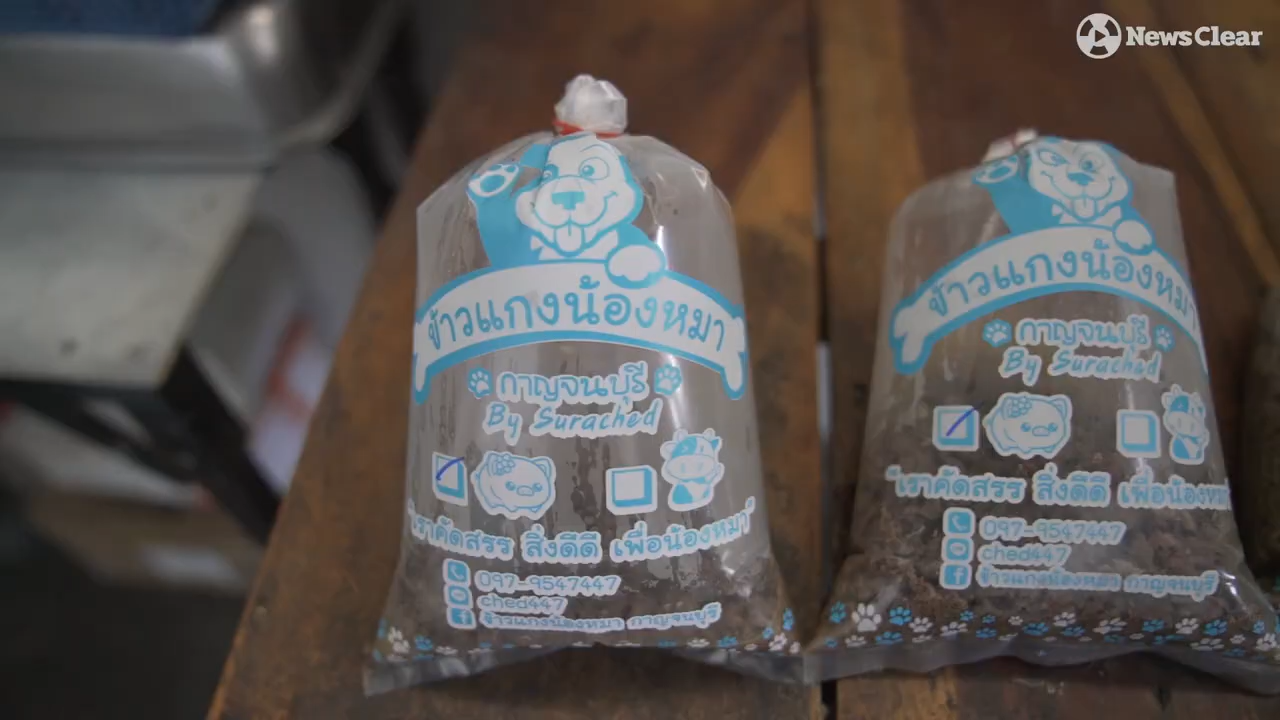 NewsClear
ข้าวแกงน้องหมา
กาญจนบุรี
By Surached
"เราคัดสรร สิ่งดีดี เพื่อน้องหมา"
097-9547447
ched447
ข้าวแกงน้องหมา กาญจนบุรี
ข้าวแกงน้องหมา
กาญจนบุรี
By Surached
"เราคัดสรร สิ่งดีดี เพื่อน้อง
097-9547447
ched447
ข้าวแกงน้องหมา กาญจนบุรี